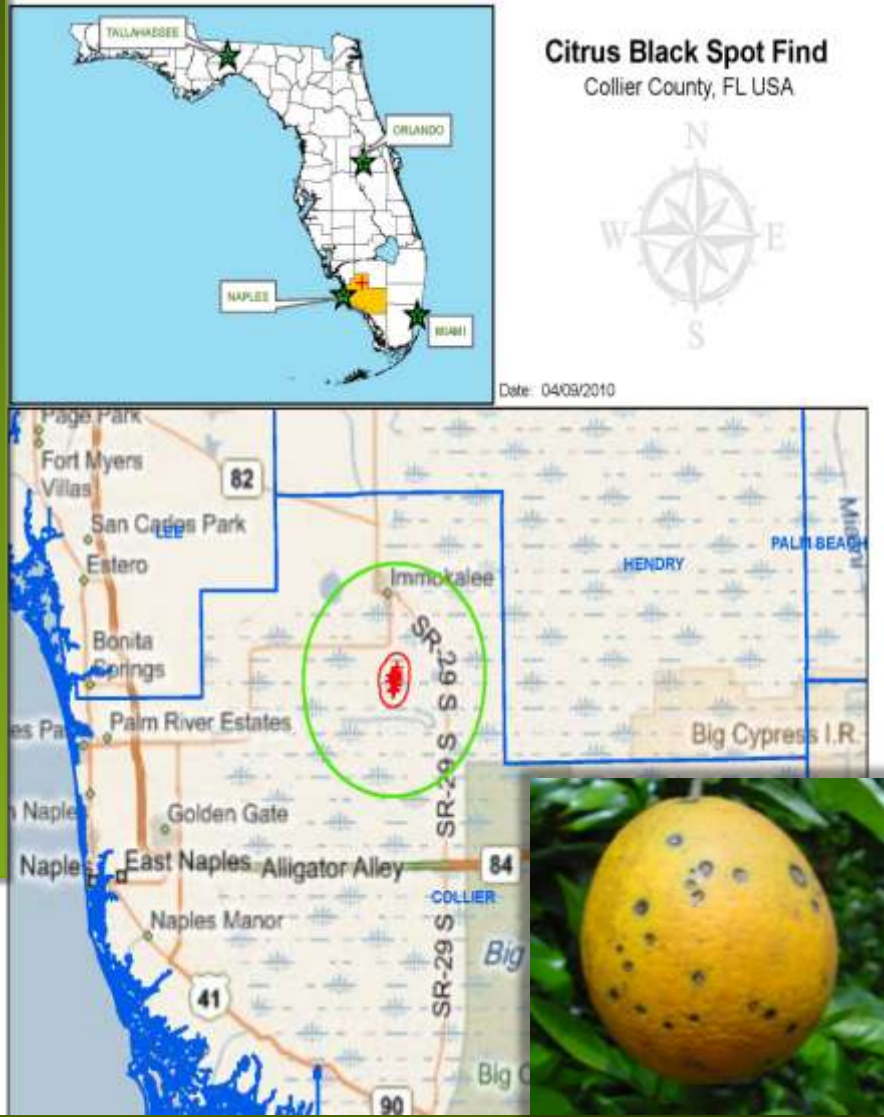 TALLAHASSEE
ORLANDO
NAPLES
MIAMI
Citrus Black Spot Find
Collier County, FL USA
N
W
E
S
Date: 04/09/2010
Page Park
Fort Myers
Villas
82
San Carlos Park
LEE
Estero
Immokalee
HENDRY
PALM BEACH
Miami
SR-29 S
Bonita
Springs
Palm River Estates
SR-29 S
Big Cypress I.R.
Golden Gate
Naples
East Naples
Alligator Alley
84
COLLIER
Naples Manor
SR-29 S
Big
41
Big
90